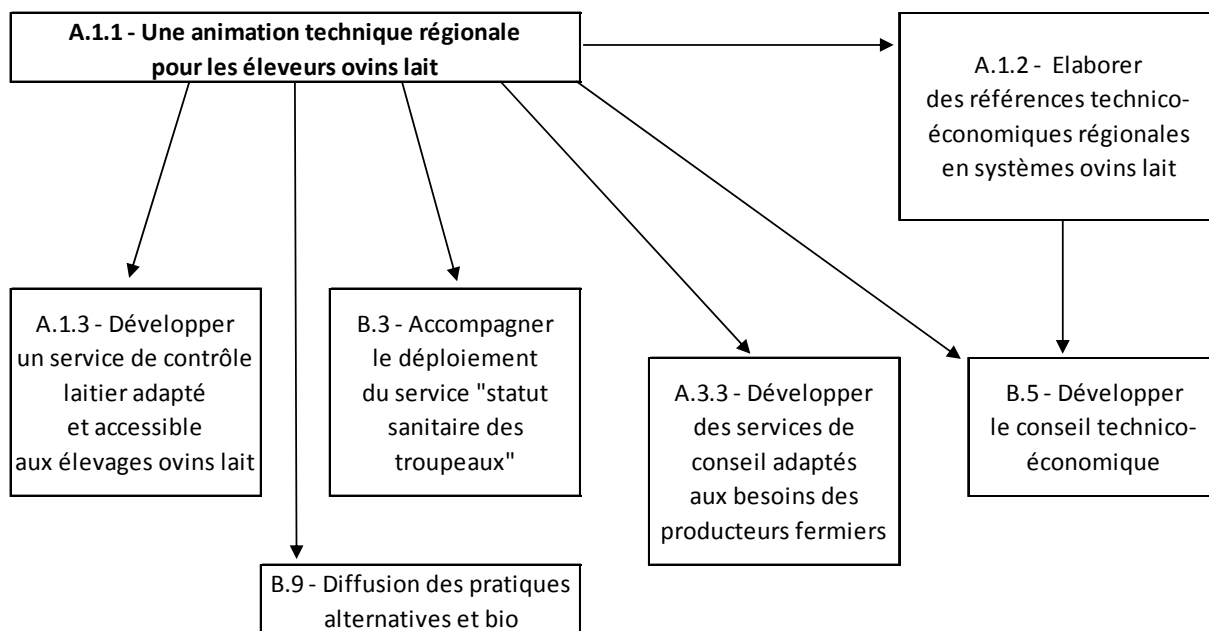 A.1.1 - Une animation technique régionale
pour les éleveurs ovins lait
A.1.2 - Elaborer
des références technico-
économiques régionales
en systèmes ovins lait
A.1.3 - Développer
un service de contrôle
laitier adapté
et accessible
aux élevages ovins lait
B.3 - Accompagner
le déploiement
du service "statut
sanitaire des
troupeaux"
A.3.3 - Développer
des services de
conseil adaptés
aux besoins des
producteurs fermiers
B.5 - Développer
le conseil technico-
économique
B.9 - Diffusion des pratiques
alternatives et bio